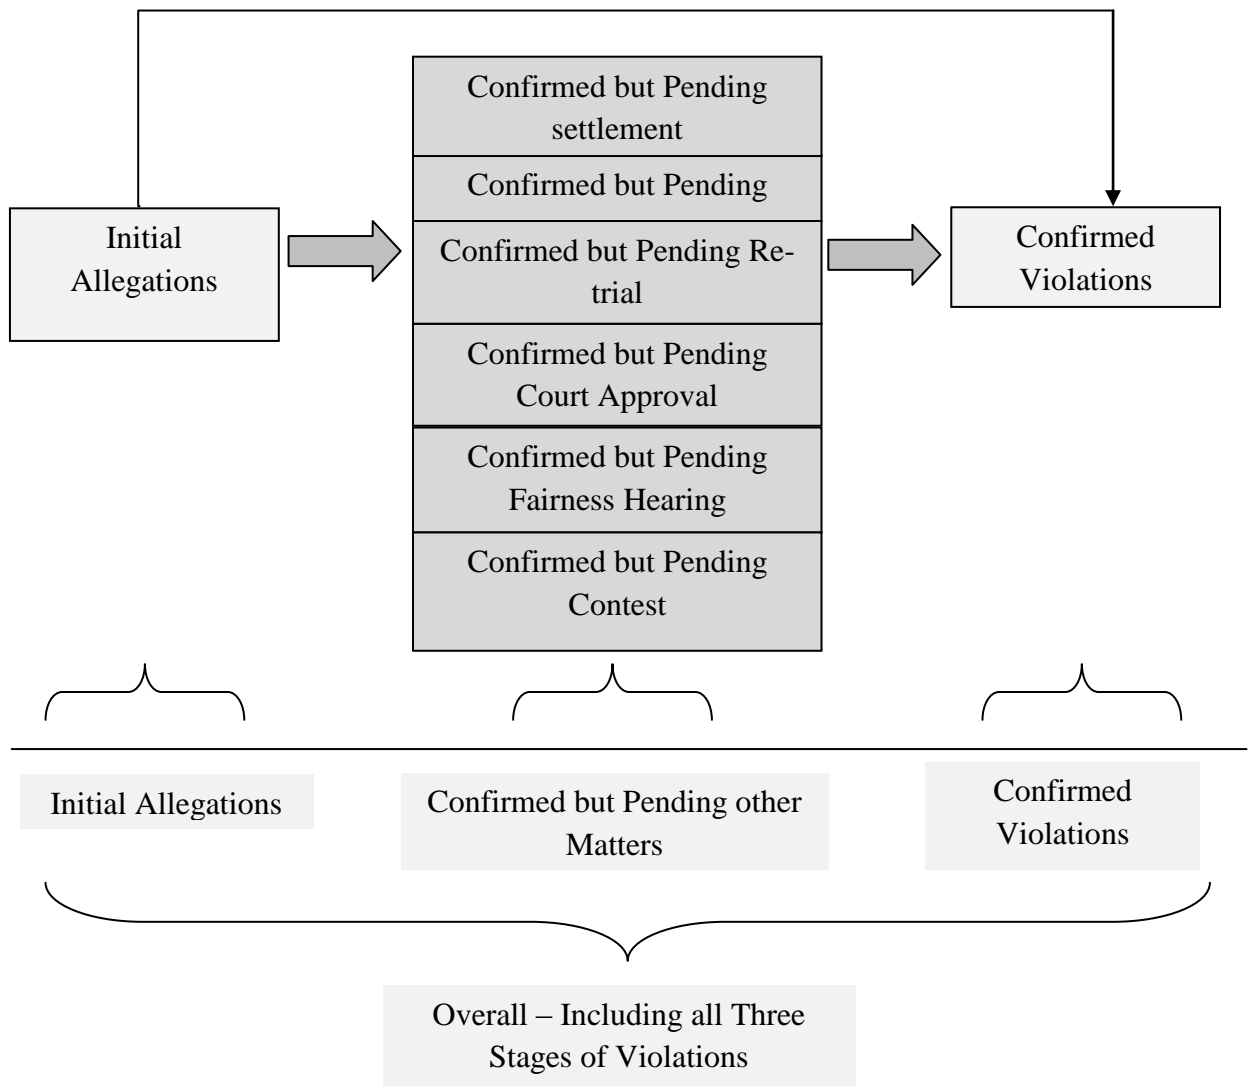 Confirmed but Pending
settlement
Confirmed but Pending
Initial
Allegations
Confirmed but Pending Re-
trial
Confirmed
Violations
Confirmed but Pending
Court Approval
Confirmed but Pending
Fairness Hearing
Confirmed but Pending
Contest
Initial Allegations
Confirmed but Pending other
Matters
Confirmed
Violations
Overall – Including all Three
Stages of Violations